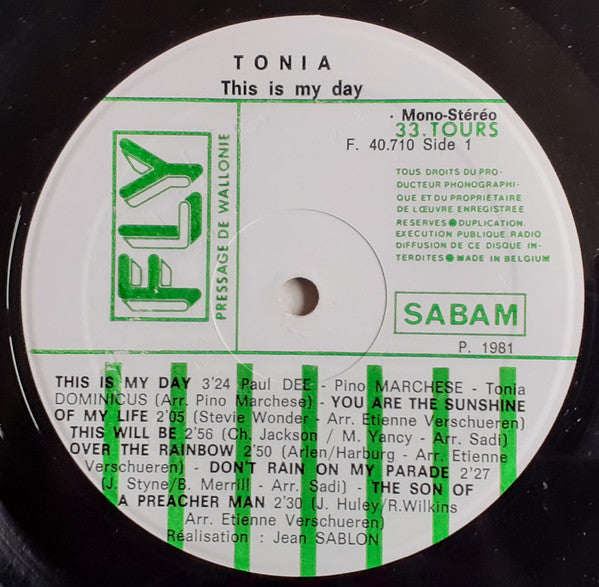 TONIA
This is my day
· Mono-Stéréo
33.TOURS
F. 40.710 Side 1
FLY
PRESSAGE DE WALLONIE
TOUS DROITS DU PRO-
DUCTEUR PHONOGRAPHI-
QUE ET DU PROPRIETAIRE
DE LŒUVRE ENREGISTREE
RESERVES ● DUPLICATION
EXECUTION PUBLIQUE. RADIO
DIFFUSION DE CE DISQUE IN-
TERDITES ● MADE IN BELGIUM
SABAM
P. 1981
THIS IS MY DAY 3'24 Paul DEE - Pino MARCHESE - Tonia
DOMINICUS (Arr. Pino Marchese) - YOU ARE THE SUNSHINE
OF MY LIFE 2'05 (Stevie Wonder - Arr. Etienne Verschueren)
THIS WILL BE 2'56 (Ch. Jackson / M. Yancy - Arr. Sadi)
OVER THE RAINBOW 2'50 (Arlen/Harburg - Arr. Etienne
Verschueren) - DON'T RAIN ON MY PARADE 2'27
(J. Styne/B. Merrill - Arr. Sadi) - THE SON OF
A PREACHER MAN 2'30 (J. Huley/R.Wilkins
Arr. Etienne Verschueren)
Réalisation : Jean SABLON